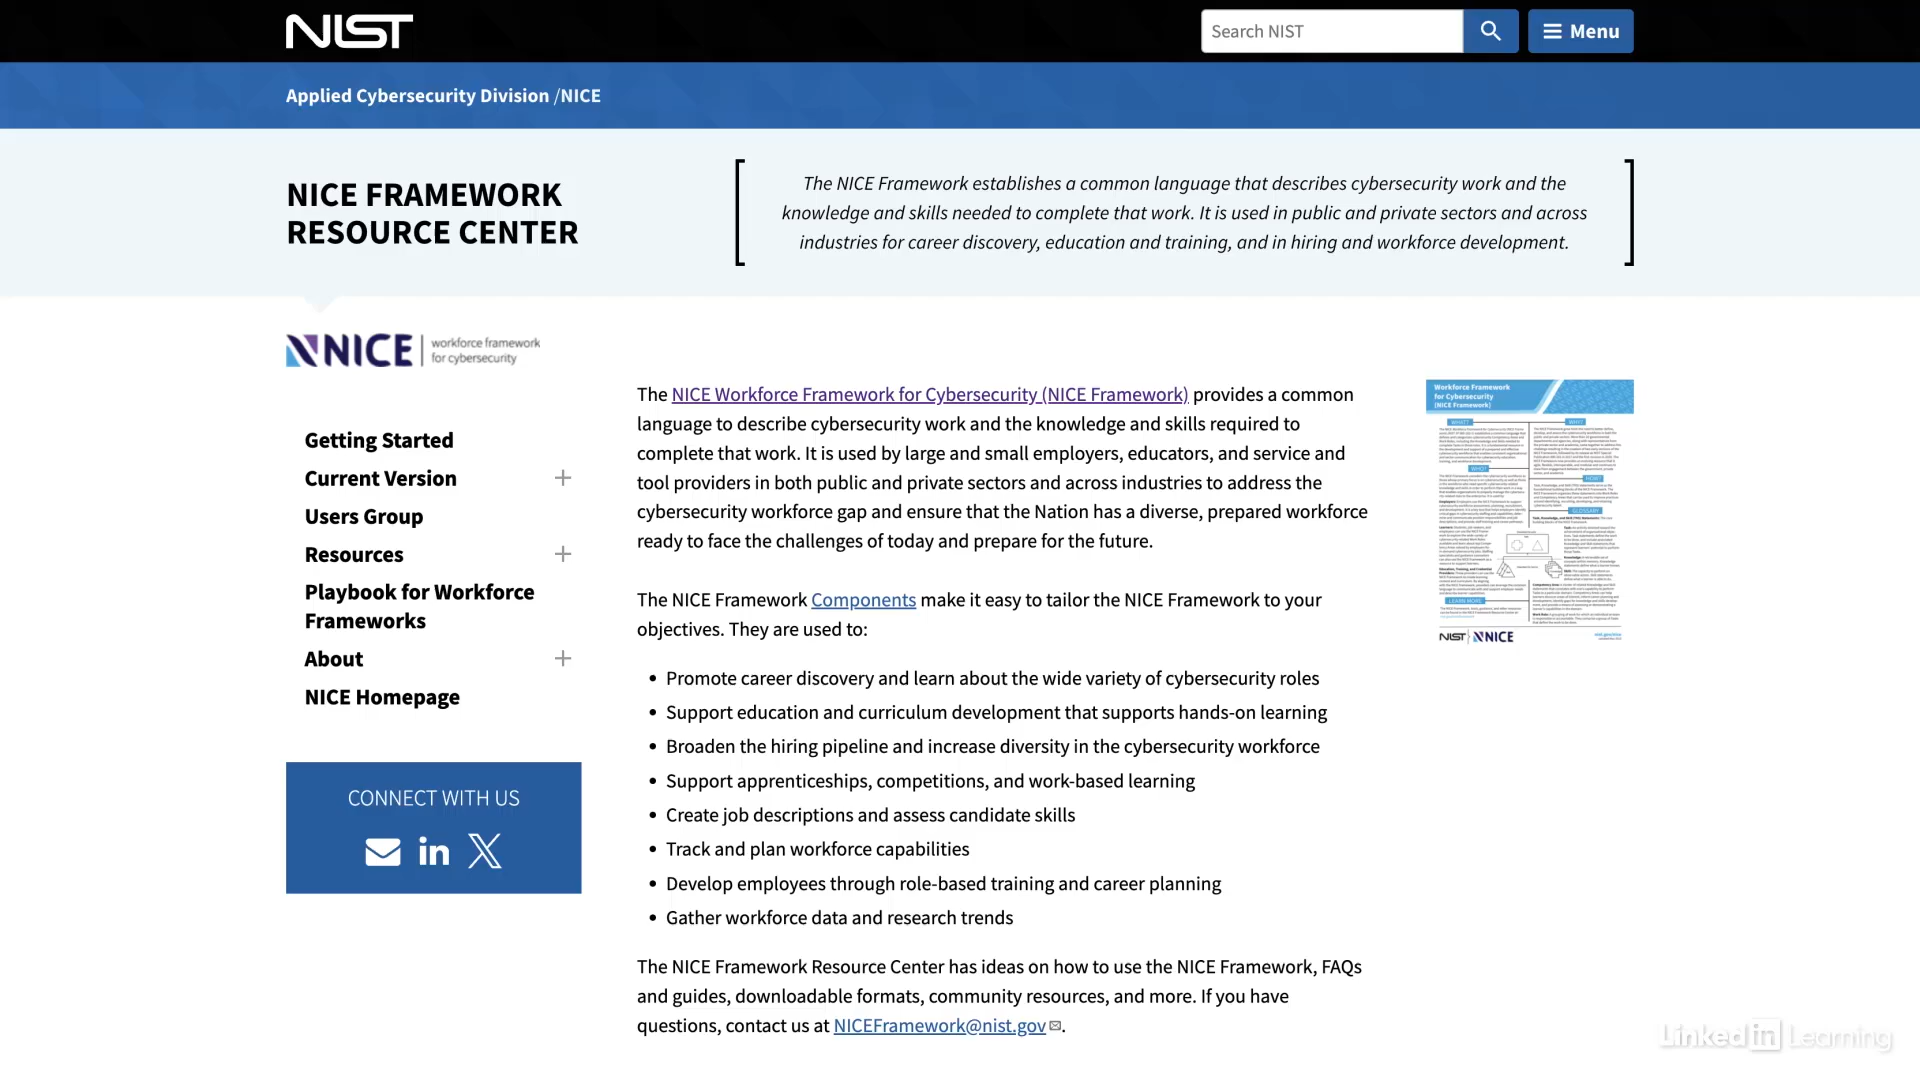 NIST
Search NIST
Menu
Applied Cybersecurity Division /NICE
NICE FRAMEWORK
RESOURCE CENTER
The NICE Framework establishes a common language that describes cybersecurity work and the
knowledge and skills needed to complete that work. It is used in public and private sectors and across
industries for career discovery, education and training, and in hiring and workforce development.
NICE
workforce framework
for cybersecurity
Getting Started
Current Version
Users Group
Resources
Playbook for Workforce
Frameworks
About
NICE Homepage
CONNECT WITH US
The NICE Workforce Framework for Cybersecurity (NICE Framework) provides a common
language to describe cybersecurity work and the knowledge and skills required to
complete that work. It is used by large and small employers, educators, and service and
tool providers in both public and private sectors and across industries to address the
cybersecurity workforce gap and ensure that the Nation has a diverse, prepared workforce
ready to face the challenges of today and prepare for the future.
The NICE Framework Components make it easy to tailor the NICE Framework to your
objectives. They are used to:
• Promote career discovery and learn about the wide variety of cybersecurity roles
• Support education and curriculum development that supports hands-on learning
• Broaden the hiring pipeline and increase diversity in the cybersecurity workforce
• Support apprenticeships, competitions, and work-based learning
• Create job descriptions and assess candidate skills
• Track and plan workforce capabilities
• Develop employees through role-based training and career planning
• Gather workforce data and research trends
The NICE Framework Resource Center has ideas on how to use the NICE Framework, FAQs
and guides, downloadable formats, community resources, and more. If you have
questions, contact us at NICEFramework@nist.gov.
Workforce Framework
for Cybersecurity
(NICE Framework)
WHAT?
WHY?
WHO?
HOW?
GLOSSARY
LEARN MORE
NIST NICE
LinkedIn Learning